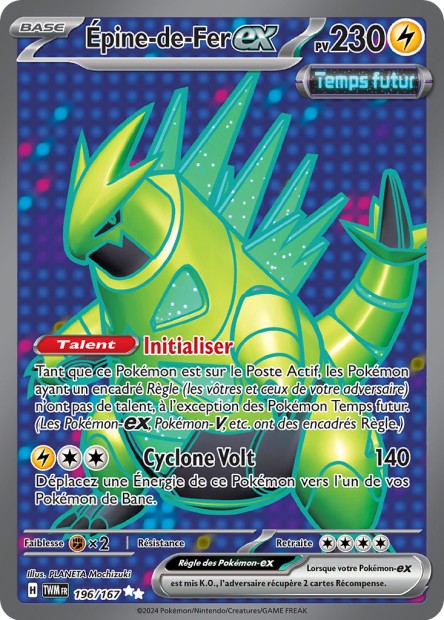 BASE Épine-de-Fer ex PV 230
Temps futur
Talent Initialiser
Tant que ce Pokémon est sur le Poste Actif, les Pokémon
ayant un encadré Règle (les vôtres et ceux de votre adversaire)
n'ont pas de talent, à l'exception des Pokémon Temps futur.
(Les Pokémon-ex, Pokémon-V, etc. ont des encadrés Règle.)
Cyclone Volt 140
Déplacez une Énergie de ce Pokémon vers l'un de vos
Pokémon de Banc.
Faiblesse ×2 Résistance Retraite
Règle des Pokémon-ex Lorsque votre Pokémon-ex
est mis K.O., l'adversaire récupère 2 cartes Récompense.
Illus. PLANETA Mochizuki
H TWM FR 196/167
©2024 Pokémon/Nintendo/Creatures/GAME FREAK